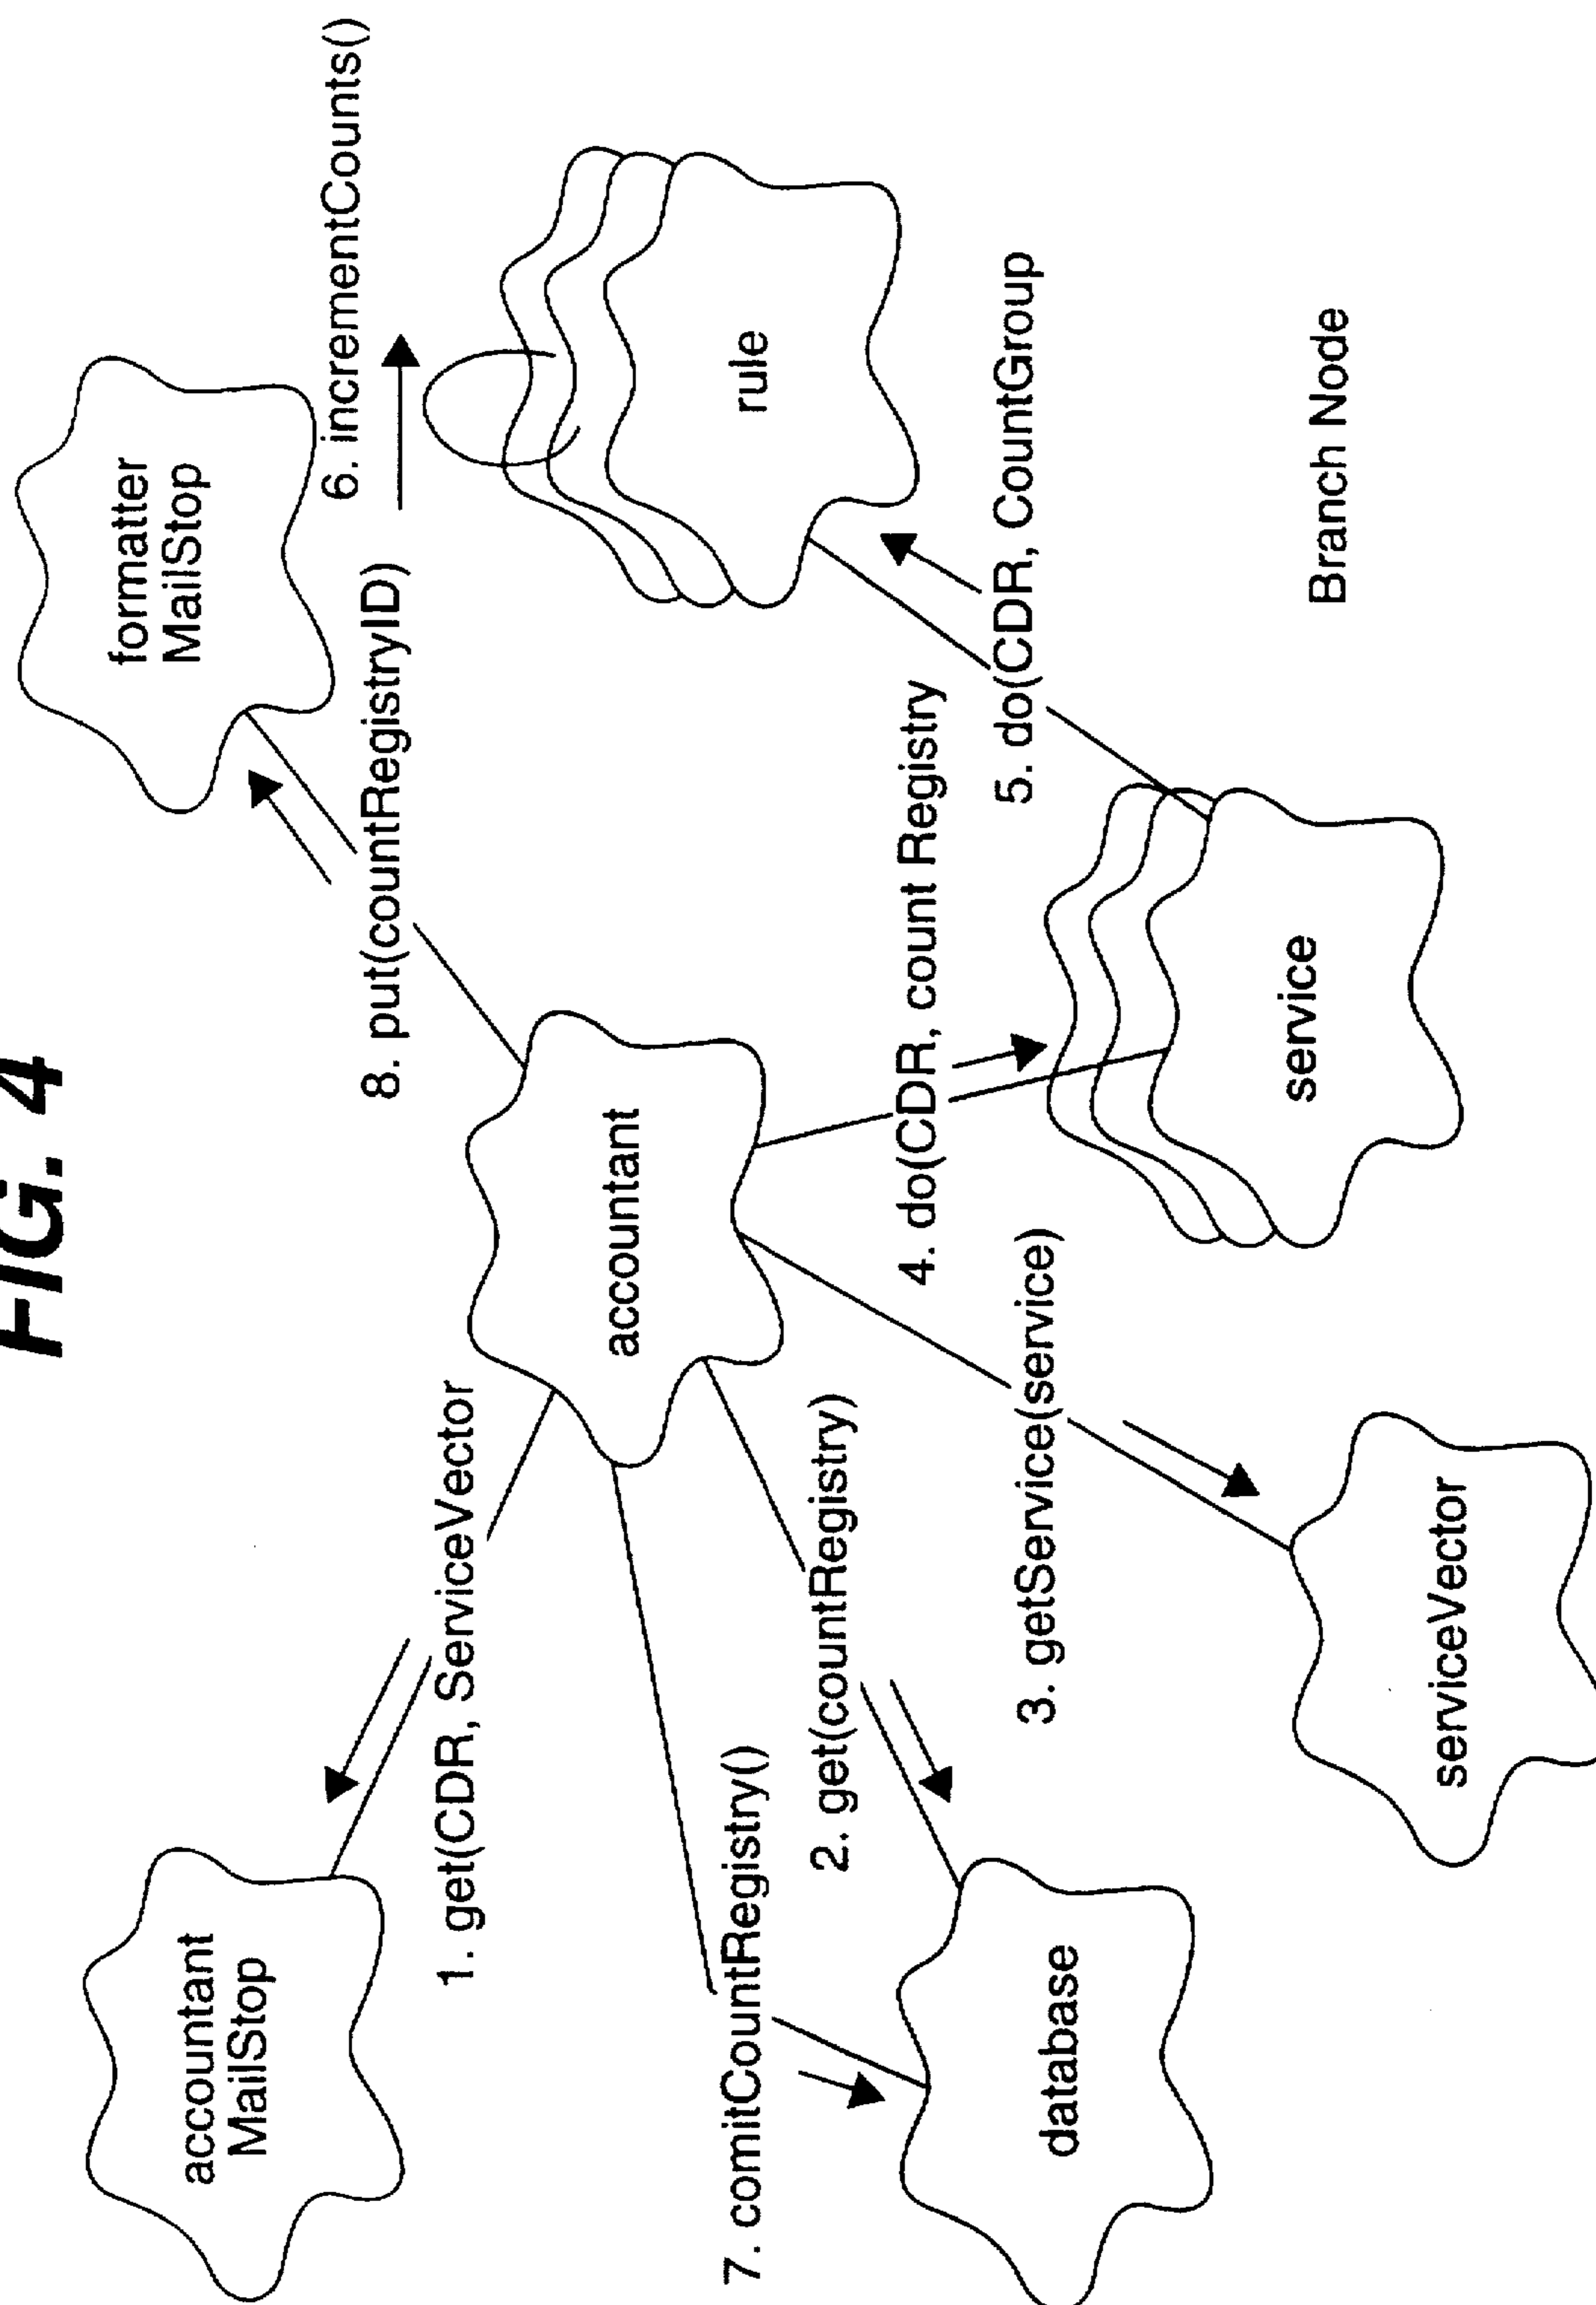 FIG. 4
accountant
MailStop
1. get(CDR, ServiceVector
8. put(countRegistryID)
formatter
MailStop
6. incrementCounts()
accountant
rule
7. comitCountRegistry()
2. get(countRegistry)
4. do(CDR, count Registry
5. do(CDR, CountGroup
3. getService(service)
database
serviceVector
service
Branch Node